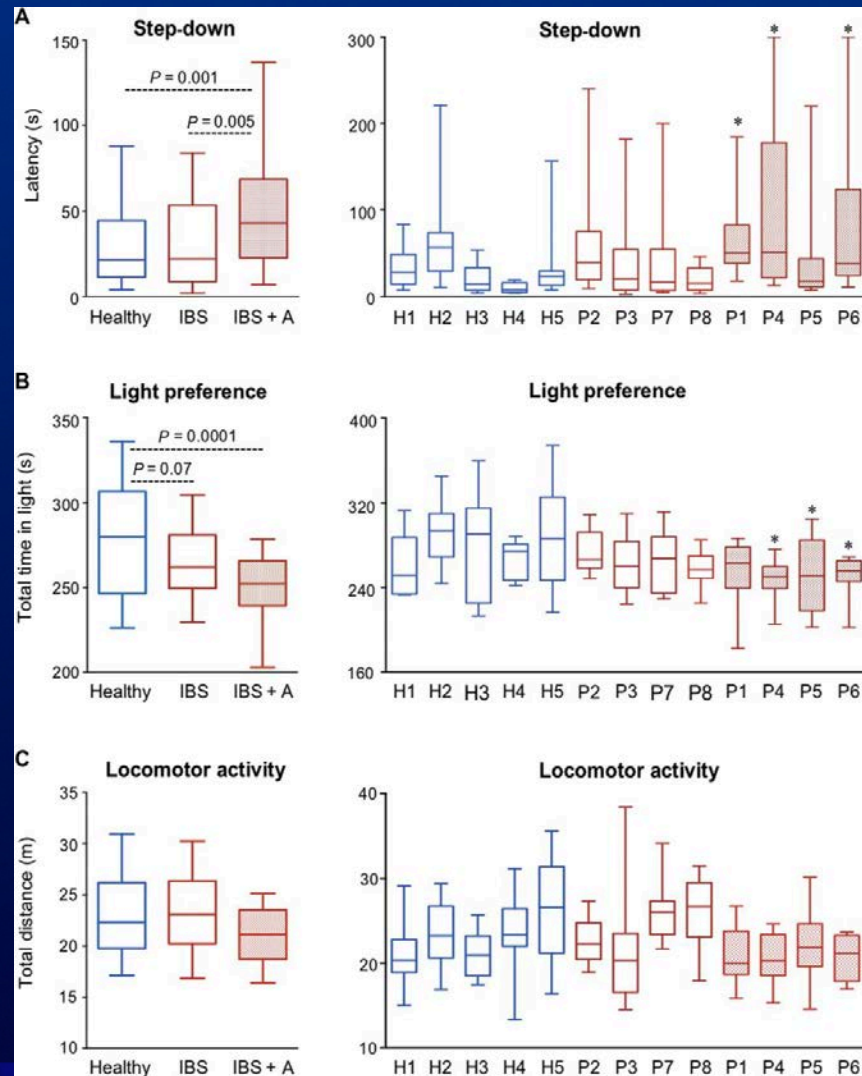 A
Step-down
Latency (s)
150
100
50
0
P = 0.001
P = 0.005
Healthy IBS IBS + A
Step-down
300
200
100
0
* * *
H1 H2 H3 H4 H5 P2 P3 P7 P8 P1 P4 P5 P6
B
Light preference
Total time in light (s)
350
300
250
200
P = 0.0001
P = 0.07
Healthy IBS IBS + A
Light preference
400
320
240
160
* * *
H1 H2 H3 H4 H5 P2 P3 P7 P8 P1 P4 P5 P6
C
Locomotor activity
Total distance (m)
35
30
25
20
15
10
Healthy IBS IBS + A
Locomotor activity
40
30
20
10
H1 H2 H3 H4 H5 P2 P3 P7 P8 P1 P4 P5 P6